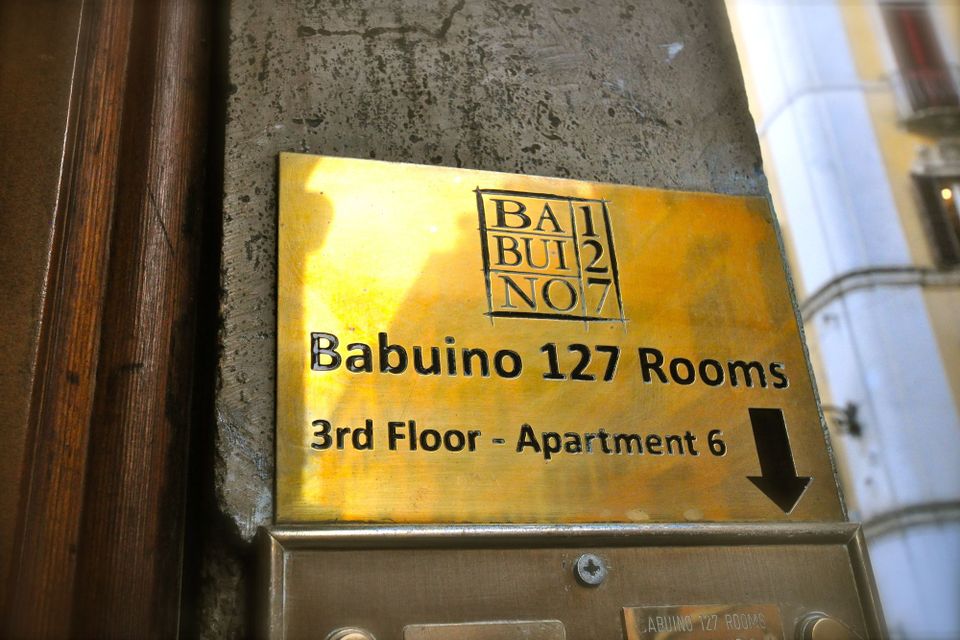 BA 1
BUI 2
NO 7
Babuino 127 Rooms
3rd Floor - Apartment 6
BABUINO 127 ROOMS